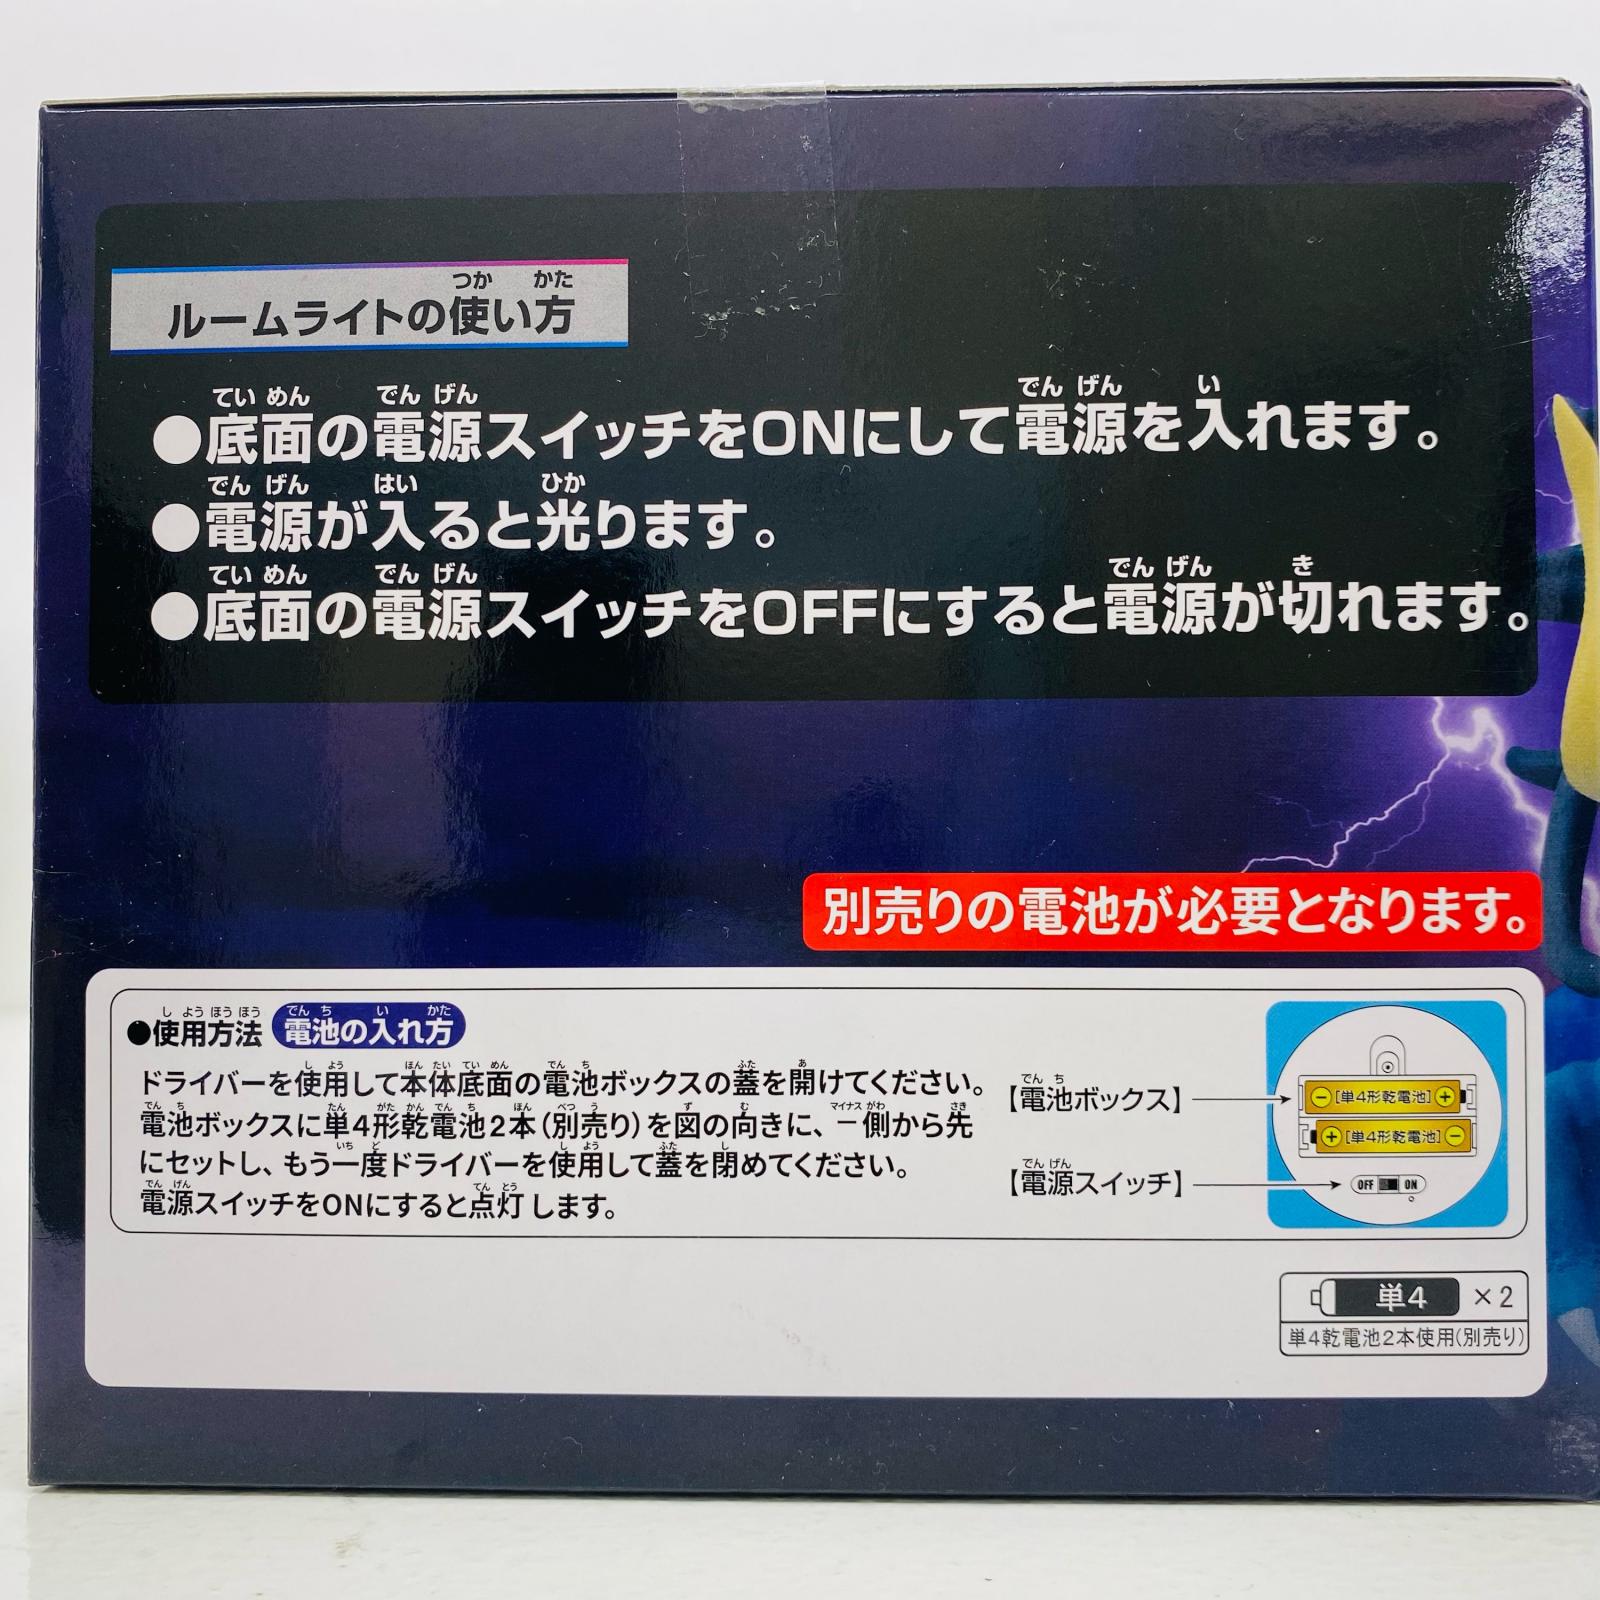 ルームライトの使い方
●底面の電源スイッチをONにして電源を入れます。
●電源が入ると光ります。
●底面の電源スイッチをOFFにすると電源が切れます。
別売りの電池が必要となります。
●使用方法 電池の入れ方
ドライバーを使用して本体底面の電池ボックスの蓋を開けてください。
電池ボックスに単4形乾電池2本(別売り)を図の向きに、−側から先
にセットし、もう一度ドライバーを使用して蓋を閉めてください。
電源スイッチをONにすると点灯します。
【電池ボックス】
【電源スイッチ】
− [単4形乾電池] +
+ [単4形乾電池] −
OFF ON
単4 ×2
単4乾電池2本使用(別売り)